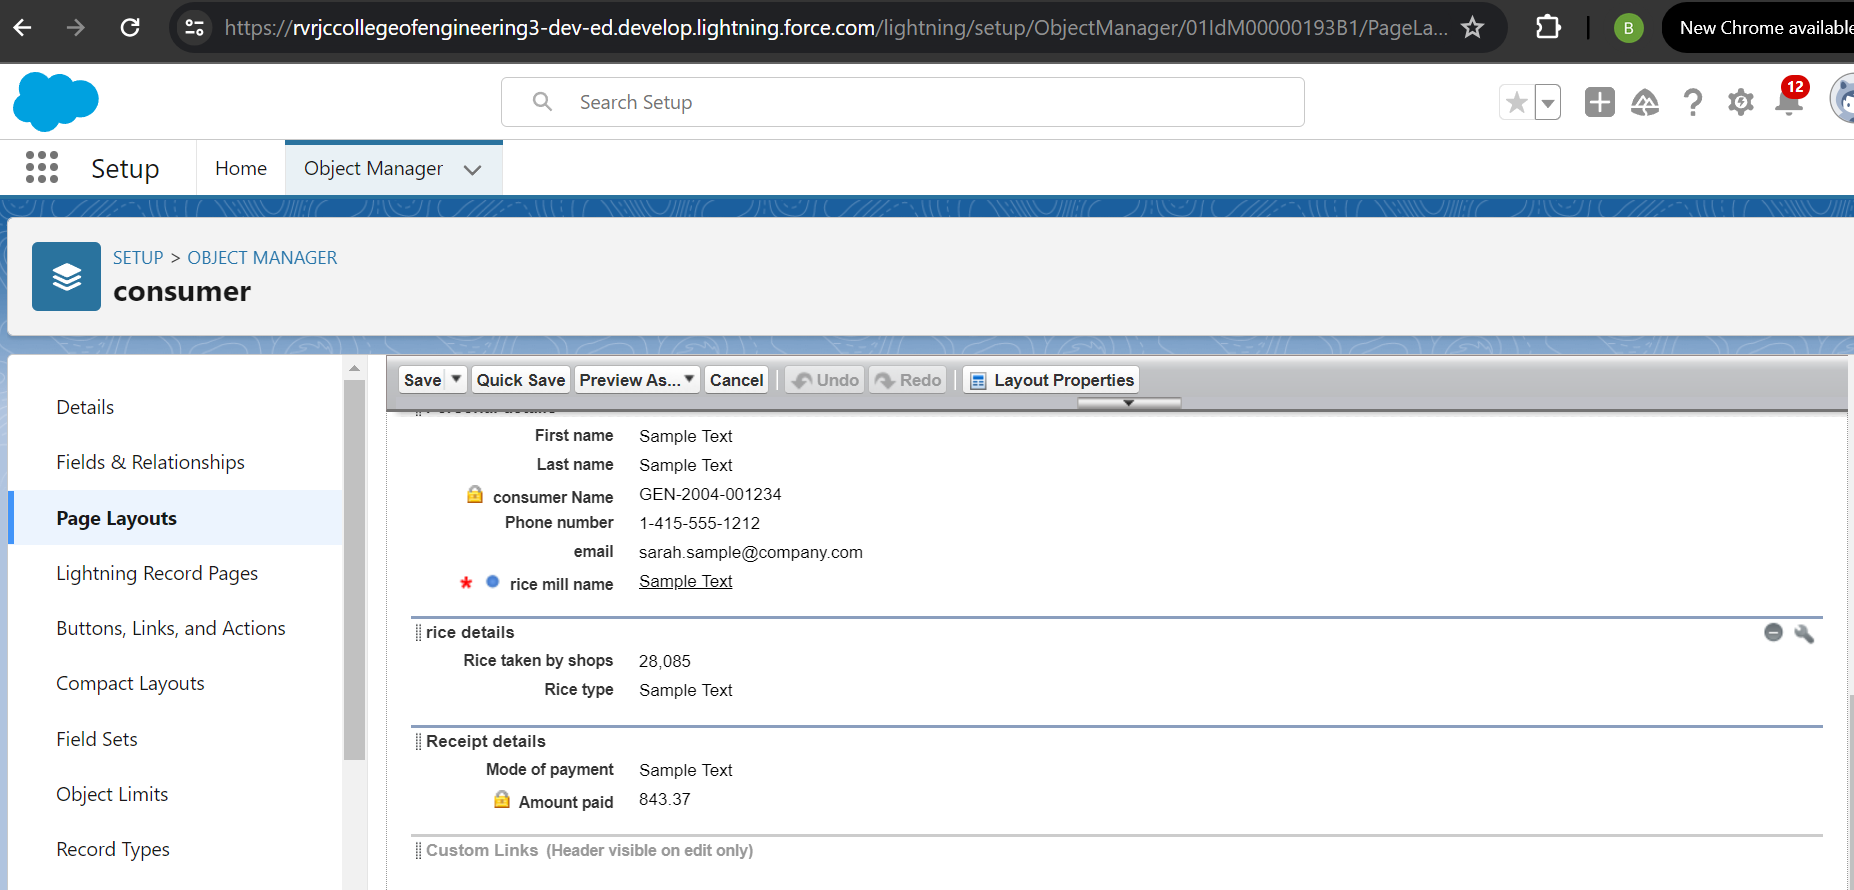 https://rvrjccollegeofengineering3-dev-ed.develop.lightning.force.com/lightning/setup/ObjectManager/01IdM00000193B1/PageLa...
B
New Chrome available
Search Setup
12
Setup
Home
Object Manager
SETUP > OBJECT MANAGER
consumer
Details
Fields & Relationships
Page Layouts
Lightning Record Pages
Buttons, Links, and Actions
Compact Layouts
Field Sets
Object Limits
Record Types
Save
Quick Save
Preview As...
Cancel
Undo
Redo
Layout Properties
Personal details
First name Sample Text
Last name Sample Text
consumer Name GEN-2004-001234
Phone number 1-415-555-1212
email sarah.sample@company.com
* rice mill name Sample Text
rice details
Rice taken by shops 28,085
Rice type Sample Text
Receipt details
Mode of payment Sample Text
Amount paid 843.37
Custom Links (Header visible on edit only)